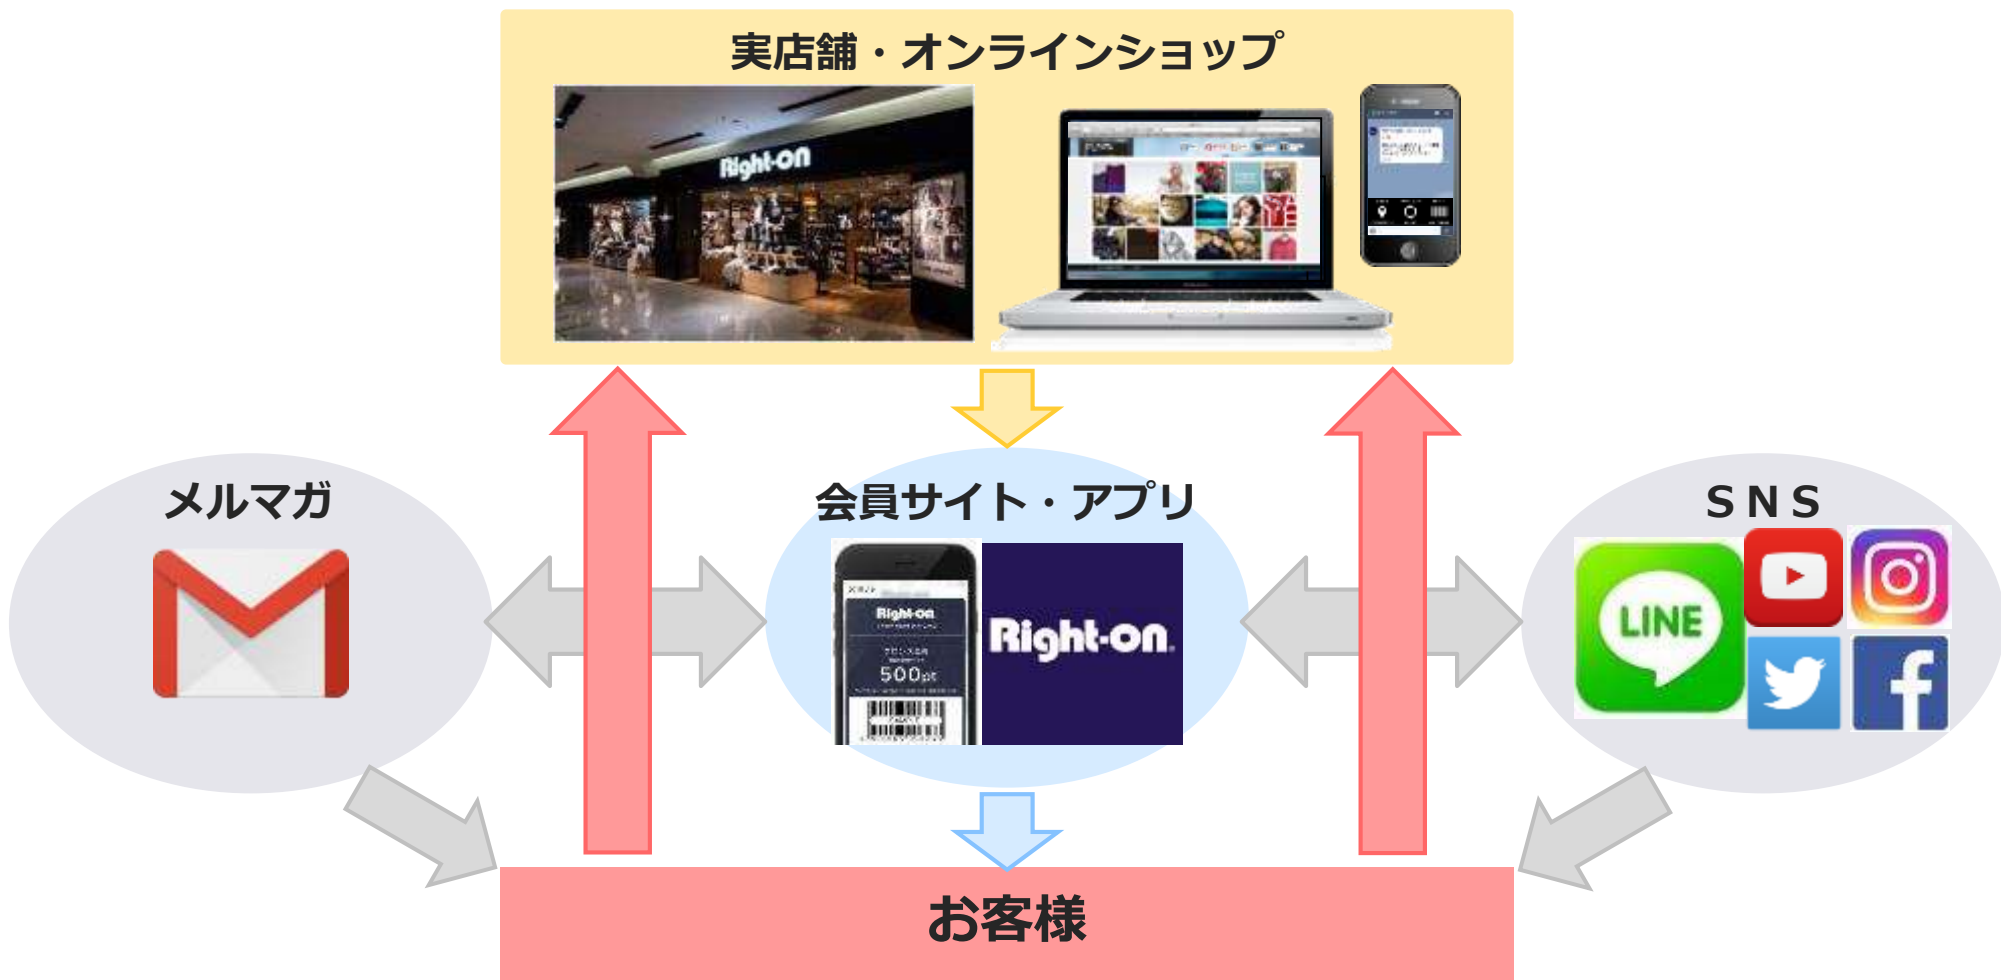 実店舗・オンラインショップ
Right-on
メルマガ
会員サイト・アプリ
Right-on
500pt
Right-on.
SNS
LINE
お客様